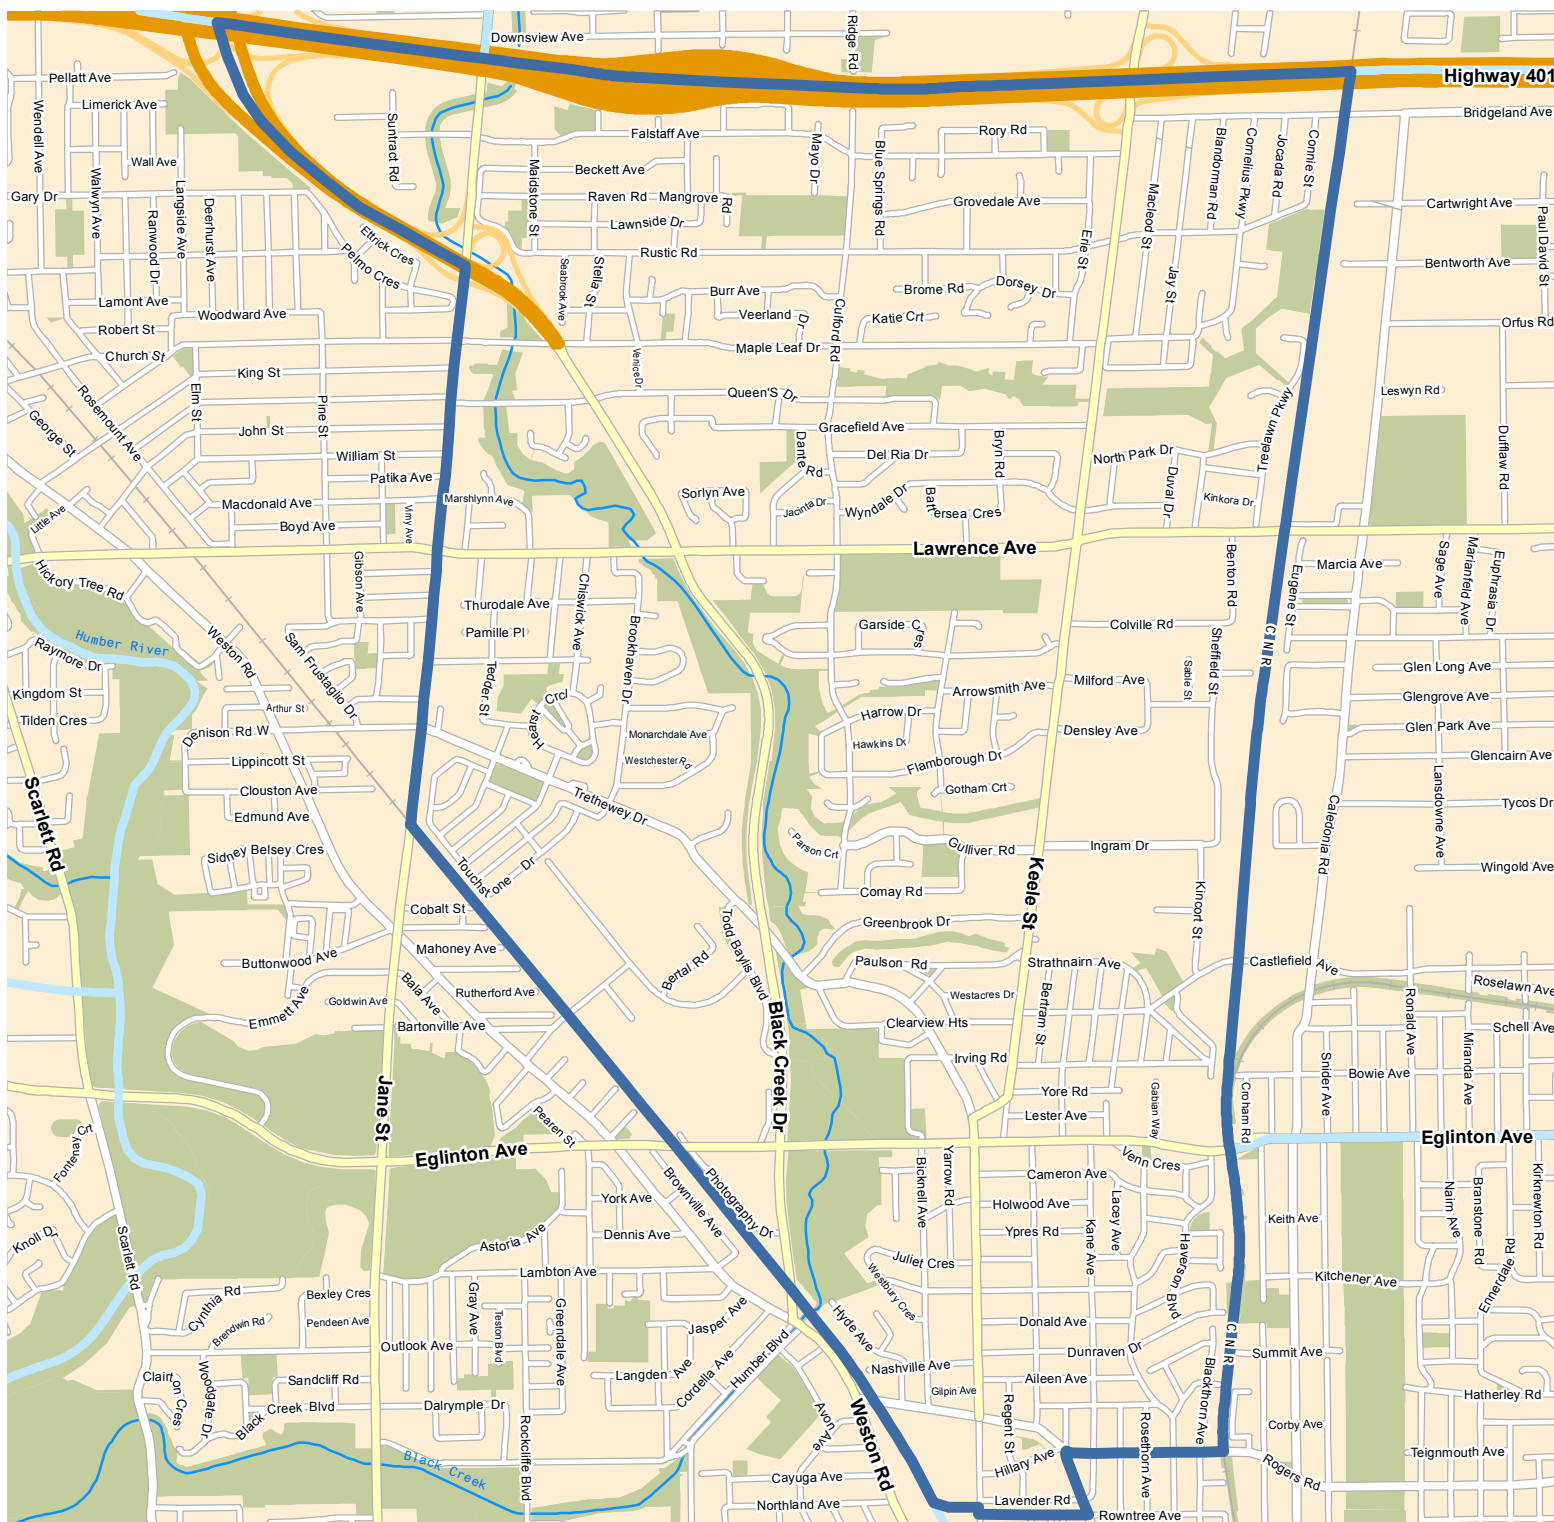 Downsview Ave
Ridge Rd
Highway 401
Pellatt Ave
Limerick Ave
Wendell Ave
Wall Ave
Walwyn Ave
Langside Ave
Gary Dr
Ranwood Dr
Deerhurst Ave
Suntract Rd
Falstaff Ave
Mayo Dr
Blue Springs Rd
Rory Rd
Bridgeland Ave
Blandorman Rd
Cornelius Pkwy
Jocada Rd
Connie St
Beckett Ave
Maidstone St
Raven Rd
Mangrove Rd
Lawnside Dr
Grovedale Ave
Macleod St
Cartwright Ave
Paul David St
Ettrick Cres
Pelmo Cres
Rustic Rd
Erie St
Jay St
Bentworth Ave
Seabrook Ave
Stella St
Burr Ave
Brome Rd
Dorsey Dr
Lamont Ave
Woodward Ave
Robert St
Veerland Dr
Culford Rd
Katie Crt
Orfus Rd
Church St
Maple Leaf Dr
Venice Dr
King St
Rosemount Ave
Elm St
Pine St
Queen'S Dr
Leswyn Rd
George St
John St
Gracefield Ave
Treelawn Pkwy
Dufflaw Rd
William St
Dante Rd
Del Ria Dr
Bryn Rd
North Park Dr
Patika Ave
Duval Dr
Macdonald Ave
Marshlynn Ave
Sorlyn Ave
Jacinta Dr
Wyndale Dr
Battersea Cres
Kinkora Dr
Little Ave
Boyd Ave
Vimy Ave
Lawrence Ave
Hickory Tree Rd
Gibson Ave
Chiswick Ave
Benton Rd
Eugene St
Marcia Ave
Sage Ave
Marianfeld Ave
Euphrasia Dr
Thurodale Ave
Pamille Pl
Brookhaven Dr
Garside Cres
Colville Rd
Humber River
Weston Rd
Sam Frustaglio Dr
Raymore Dr
CNR
Sheffield St
Sable St
Glen Long Ave
Tedder St
Kingdom St
Arrowsmith Ave
Milford Ave
Glengrove Ave
Tilden Cres
Arthur St
Hearst Crcl
Harrow Dr
Glen Park Ave
Denison Rd W
Monarchdale Ave
Hawkins Dr
Densley Ave
Lippincott St
Westchester Rd
Flamborough Dr
Glencairn Ave
Lansdowne Ave
Clouston Ave
Trethewey Dr
Gotham Crt
Tycos Dr
Scarlett Rd
Edmund Ave
Caledonia Rd
Sidney Belsey Cres
Touchstone Dr
Parson Crt
Gulliver Rd
Ingram Dr
Keele St
Wingold Ave
Comay Rd
Kincort St
Cobalt St
Greenbrook Dr
Todd Baylis Blvd
Mahoney Ave
Buttonwood Ave
Bertal Rd
Paulson Rd
Strathnairn Ave
Castlefield Ave
Bala Ave
Rutherford Ave
Westacres Dr
Bertram St
Ronald Ave
Roselawn Ave
Goldwin Ave
Emmett Ave
Bartonville Ave
Black Creek Dr
Clearview Hts
Schell Ave
Irving Rd
Snider Ave
Miranda Ave
Bowie Ave
Jane St
Yore Rd
Gabian Way
Croham Rd
Lester Ave
Pearen St
Fontenay Crt
Eglinton Ave
Eglinton Ave
Photography Dr
Brownville Ave
Bicknell Ave
Yarrow Rd
Venn Cres
Cameron Ave
Nairn Ave
Branstone Rd
Kirknewton Rd
York Ave
Holwood Ave
Lacey Ave
Kane Ave
Haverson Blvd
Keith Ave
Knoll Dr
Scarlett Rd
Astoria Ave
Dennis Ave
Ypres Rd
Juliet Cres
Westbury Cres
Lambton Ave
Kitchener Ave
Ennerdale Rd
Cynthia Rd
Bexley Cres
Gray Ave
Teston Blvd
Greendale Ave
Brendwin Rd
Pendeen Ave
Jasper Ave
Hyde Ave
Donald Ave
CNR
Outlook Ave
Humber Blvd
Dunraven Dr
Summit Ave
Clairton Cres
Woodgate Dr
Sandcliff Rd
Langden Ave
Cordella Ave
Nashville Ave
Gilpin Ave
Aileen Ave
Blackthorn Ave
Hatherley Rd
Black Creek Blvd
Dalrymple Dr
Rockcliffe Blvd
Avon Ave
Weston Rd
Regent St
Rosethorn Ave
Corby Ave
Black Creek
Cayuga Ave
Hillary Ave
Rogers Rd
Teignmouth Ave
Northland Ave
Lavender Rd
Rowntree Ave